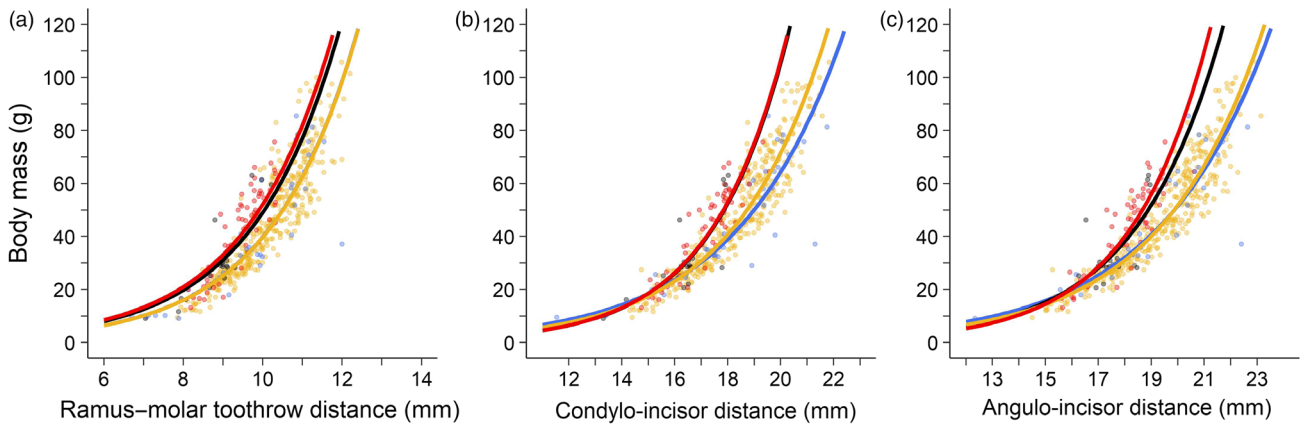 (a)
Body mass (g)
120
100
80
60
40
20
0
6 8 10 12 14
Ramus–molar toothrow distance (mm)
(b)
120
100
80
60
40
20
0
12 14 16 18 20 22
Condylo-incisor distance (mm)
(c)
120
100
80
60
40
20
0
13 15 17 19 21 23
Angulo-incisor distance (mm)